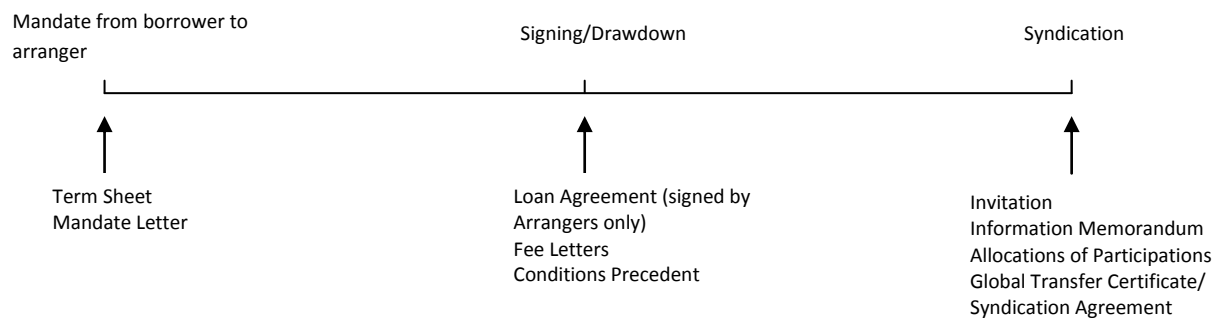 Mandate from borrower to
arranger
Signing/Drawdown
Syndication
Term Sheet
Mandate Letter
Loan Agreement (signed by
Arrangers only)
Fee Letters
Conditions Precedent
Invitation
Information Memorandum
Allocations of Participations
Global Transfer Certificate/
Syndication Agreement